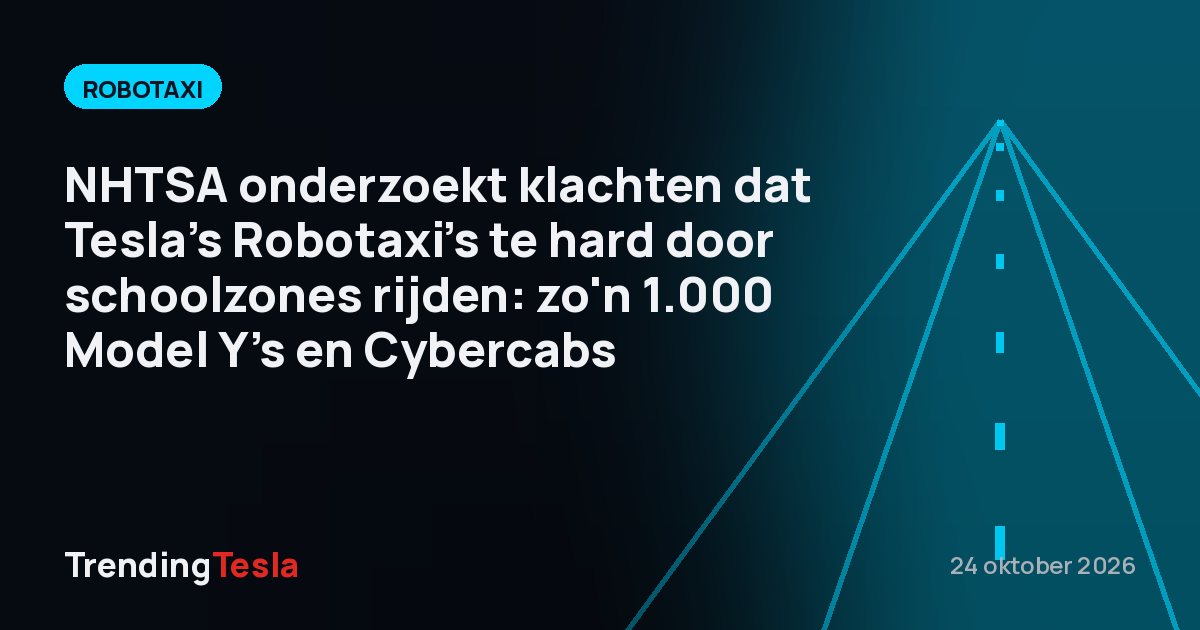 ROBOTAXI
NHTSA onderzoekt klachten dat
Tesla’s Robotaxi’s te hard door
schoolzones rijden: zo'n 1.000
Model Y’s en Cybercabs
TrendingTesla
24 oktober 2026